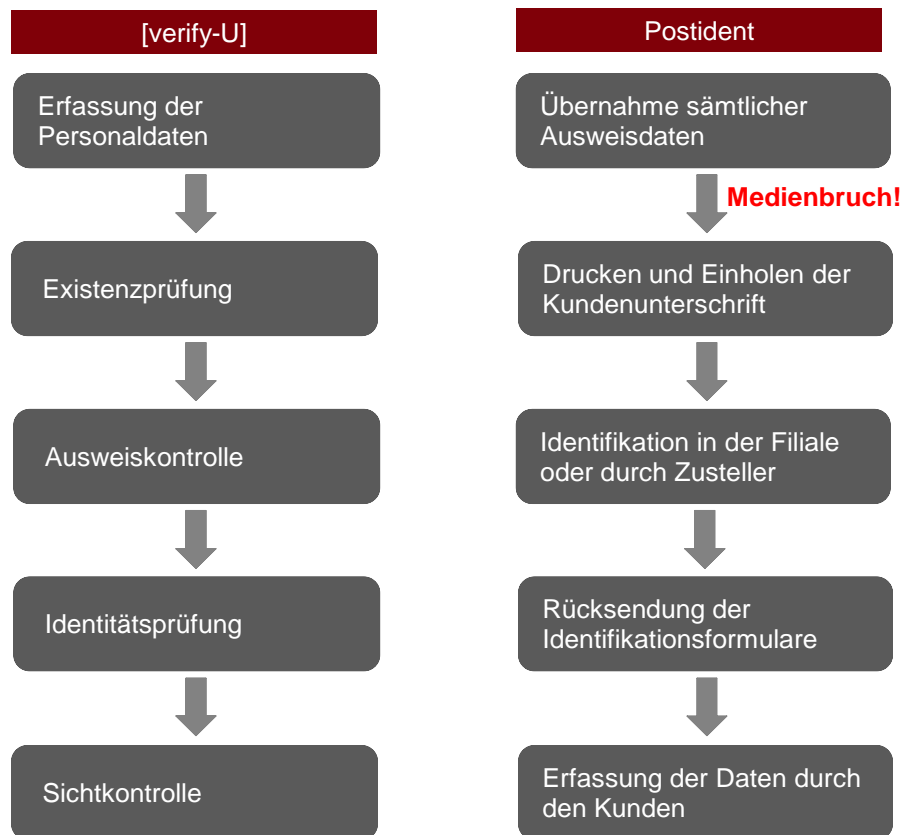 [verify-U]
Erfassung der
Personaldaten
Existenzprüfung
Ausweiskontrolle
Identitätsprüfung
Sichtkontrolle
Postident
Übernahme sämtlicher
Ausweisdaten
Medienbruch!
Drucken und Einholen der
Kundenunterschrift
Identifikation in der Filiale
oder durch Zusteller
Rücksendung der
Identifikationsformulare
Erfassung der Daten durch
den Kunden